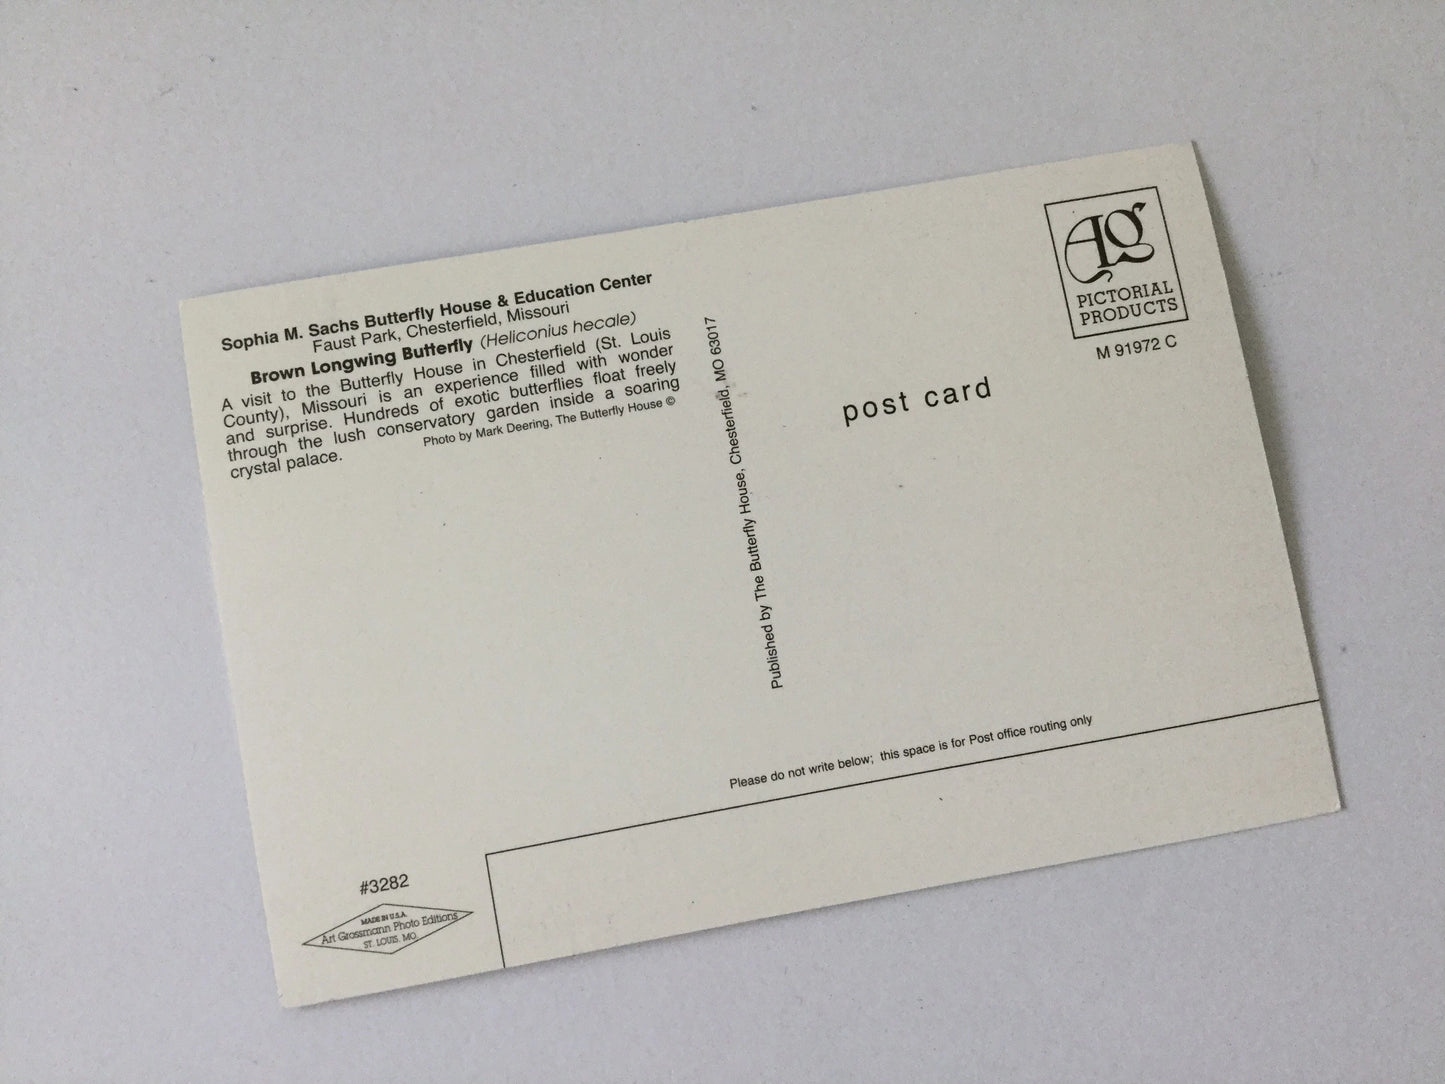 Sophia M. Sachs Butterfly House & Education Center
Faust Park, Chesterfield, Missouri
Brown Longwing Butterfly (Heliconius hecale)
A visit to the Butterfly House in Chesterfield (St. Louis
County), Missouri is an experience filled with wonder
and surprise. Hundreds of exotic butterflies float freely
through the lush conservatory garden inside a soaring
crystal palace.
Photo by Mark Deering, The Butterfly House ©
Published by The Butterfly House, Chesterfield, MO 63017
Ag
PICTORIAL
PRODUCTS
M 91972 C
post card
Please do not write below; this space is for Post office routing only
#3282
MADE IN U.S.A.
Art Grossmann Photo Editions
ST. LOUIS, MO.